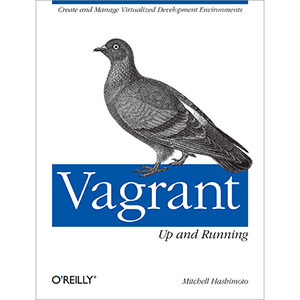 Create and Manage Virtualized Development Environments
Vagrant
Up and Running
O'REILLY®
Mitchell Hashimoto